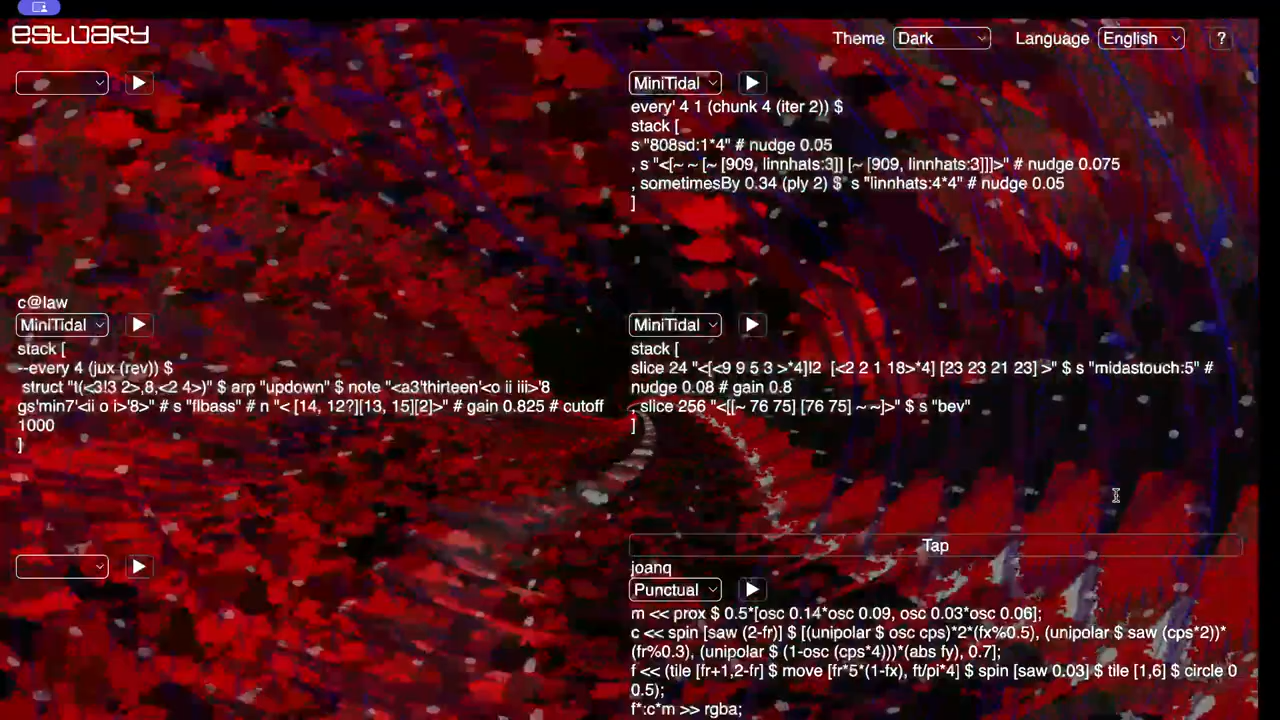 estuary
Theme Dark Language English ?
MiniTidal
every' 4 1 (chunk 4 (iter 2)) $
stack [
s "808sd:1*4" # nudge 0.05
, s "<[~ ~ [~ [909, linnhats:3]] [~ [909, linnhats:3]]]>" # nudge 0.075
, sometimesBy 0.34 (ply 2) $ s "linnhats:4*4" # nudge 0.05
]
c@law
MiniTidal
stack [
--every 4 (jux (rev)) $
struct "t(<3!3 2>,8,<2 4>)" $ arp "updown" $ note "<a3'thirteen'<o ii iii>'8
gs'min7'<ii o i>'8>" # s "flbass" # n "< [14, 12?][13, 15][2]>" # gain 0.825 # cutoff
1000
]
MiniTidal
stack [
slice 24 "<[<9 9 5 3 >*4]!2 [<2 2 1 18>*4] [23 23 21 23] >" $ s "midastouch:5" #
nudge 0.08 # gain 0.8
, slice 256 "<[[~ 76 75] [76 75] ~ ~]>" $ s "bev"
]
Tap
joanq
Punctual
m << prox $ 0.5*[osc 0.14*osc 0.09, osc 0.03*osc 0.06];
c << spin [saw (2-fr)] $ [(unipolar $ osc cps)*2*(fx%0.5), (unipolar $ saw (cps*2))*
(fr%0.3), (unipolar $ (1-osc (cps*4)))*(abs fy), 0.7];
f << (tile [fr+1,2-fr] $ move [fr*5*(1-fx), ft/pi*4] $ spin [saw 0.03] $ tile [1,6] $ circle 0
0.5);
f*:c*m >> rgba;